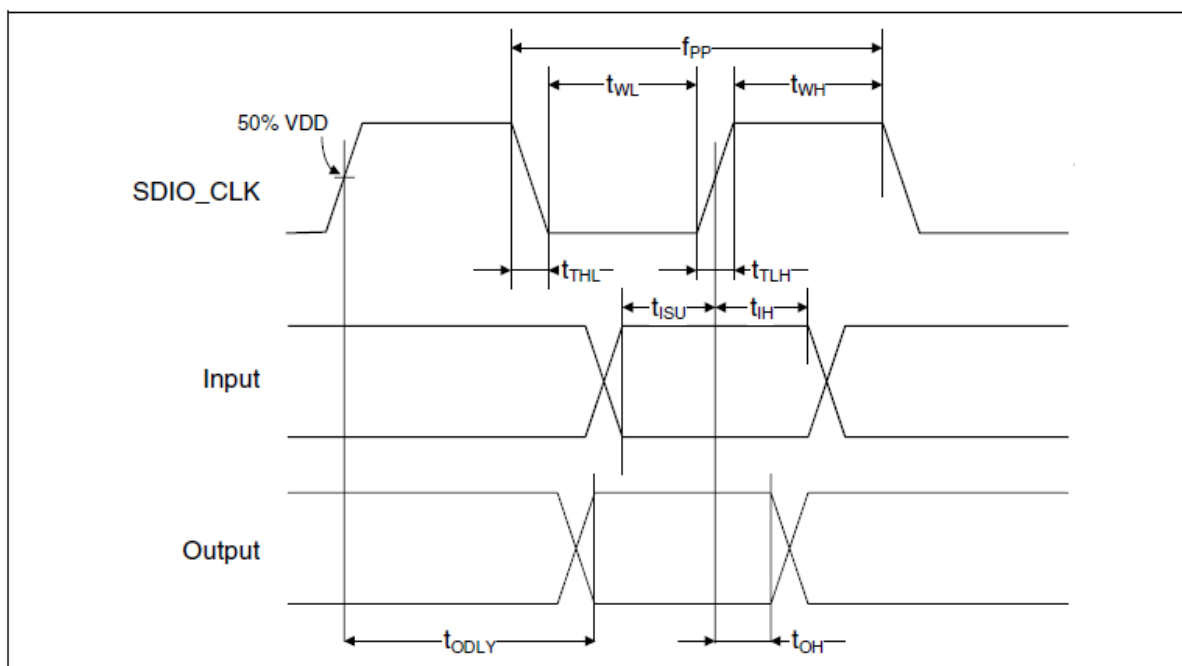 fPP
tWL
tWH
50% VDD
SDIO_CLK
tTHL
tTLH
tISU
tIH
Input
Output
tODLY
tOH